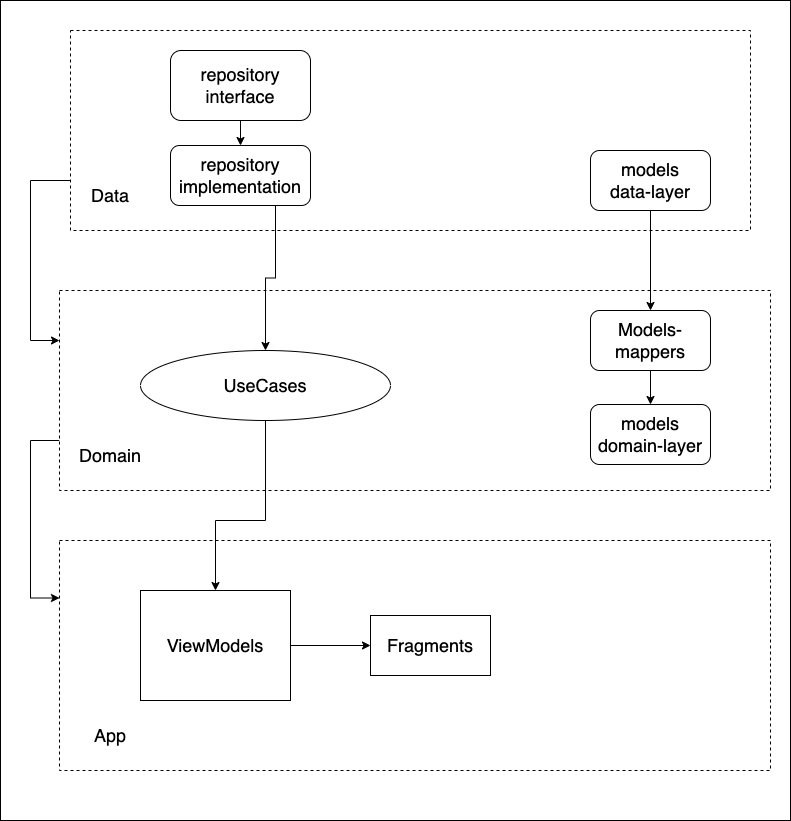 repository
interface
repository
implementation
models
data-layer
Data
Models-
mappers
UseCases
models
domain-layer
Domain
ViewModels
Fragments
App